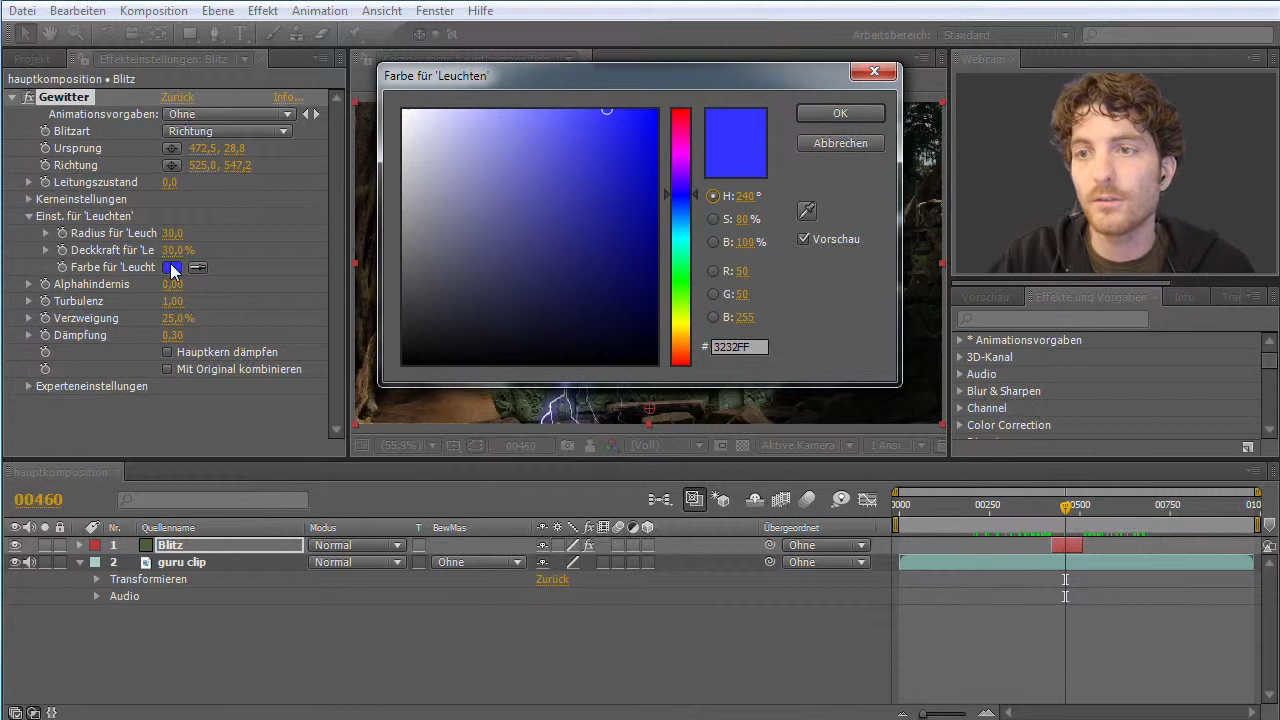 Datei Bearbeiten Komposition Ebene Effekt Animation Ansicht Fenster Hilfe
Arbeitsbereich: Standard
Projekt Effekteinstellungen: Blitz
Webcam
hauptkomposition • Blitz
Farbe für 'Leuchten'
fx Gewitter Zurück Info...
Animationsvorgaben: Ohne
Blitzart Richtung
Ursprung 472,5, 28,8
Richtung 525,0, 547,2
Leitungszustand 0,0
Kerneinstellungen
Einst. für 'Leuchten'
Radius für 'Leuch 30,0
Deckkraft für 'Le 30,0%
Farbe für 'Leucht
Alphahindernis 0,00
Turbulenz 1,00
Verzweigung 25,0%
Dämpfung 0,30
Hauptkern dämpfen
Mit Original kombinieren
Experteneinstellungen
OK
Abbrechen
H: 240 °
S: 80 %
Vorschau
B: 100 %
R: 50
G: 50
B: 255
# 3232FF
Vorschau Effekte und Vorgaben Info
* Animationsvorgaben
3D-Kanal
Audio
Blur & Sharpen
Channel
Color Correction
(55,9%) 00460 (Voll) Aktive Kamera 1 Ansi...
hauptkomposition
00460
0000 00250 00500 00750 010
Nr. Quellenname Modus T BewMas fx Übergeordnet
1 Blitz Normal fx Ohne
2 guru clip Normal Ohne Ohne
Transformieren Zurück
Audio